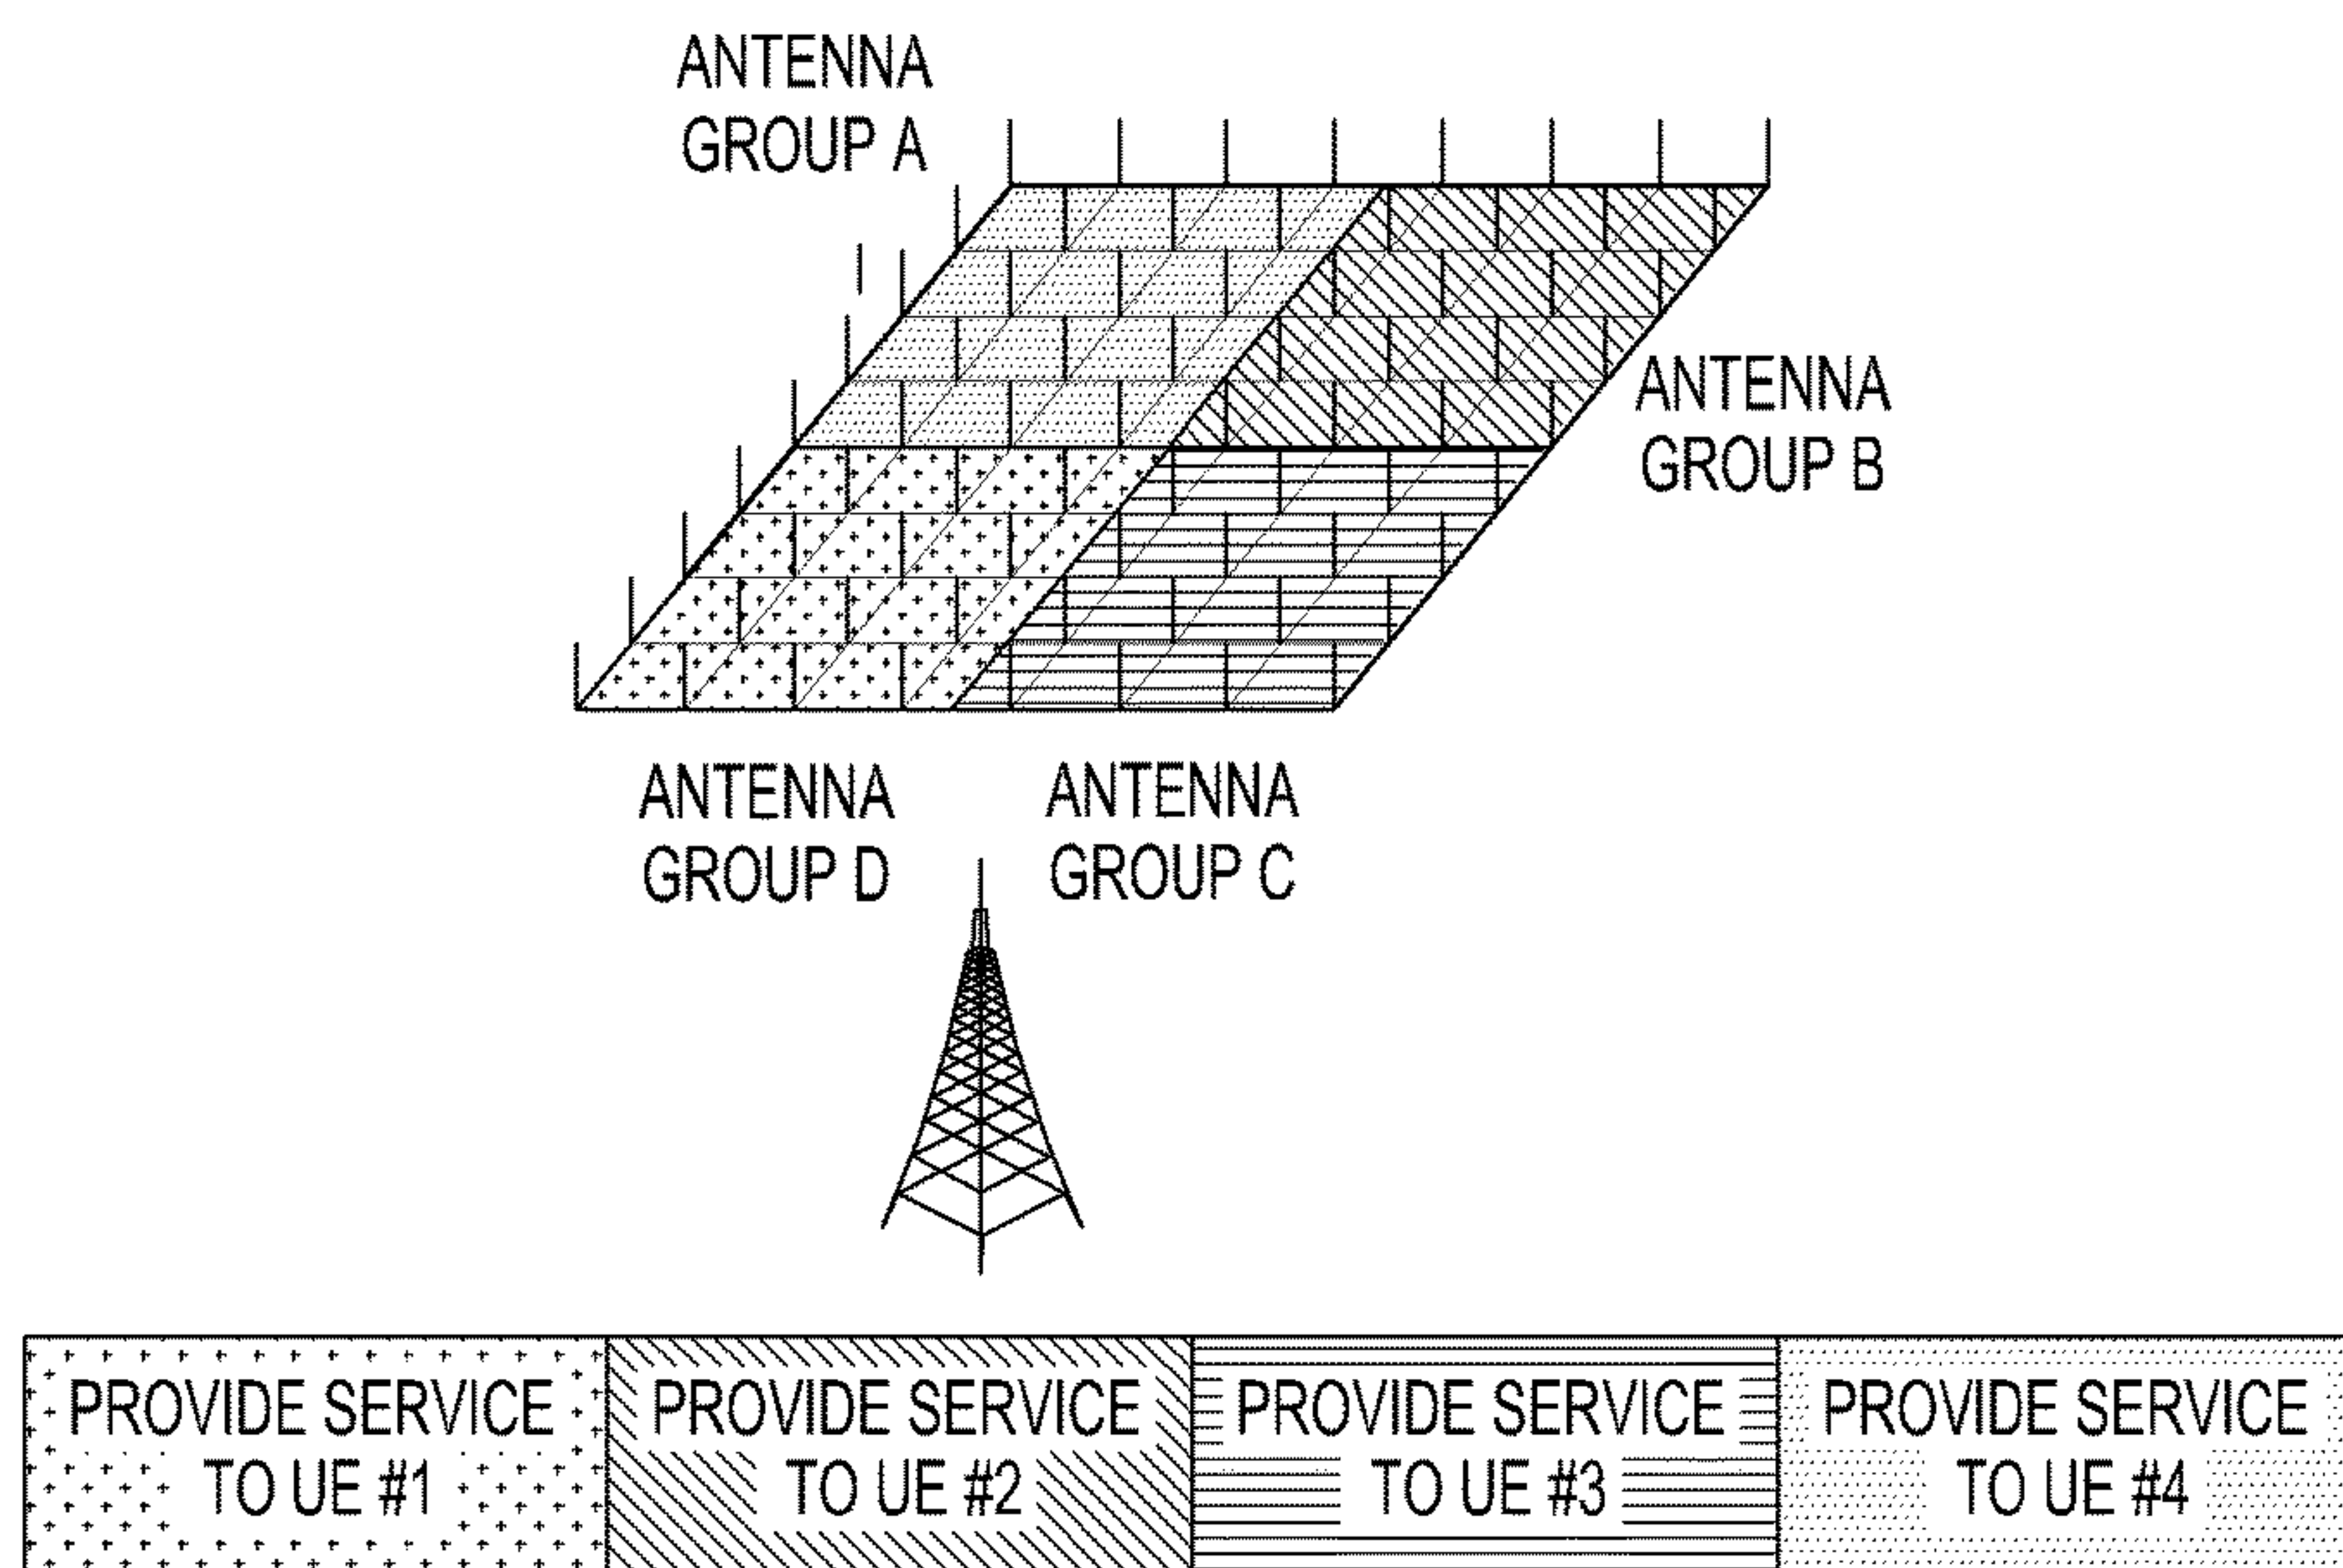 ANTENNA
GROUP A
ANTENNA
GROUP B
ANTENNA
GROUP D
ANTENNA
GROUP C
PROVIDE SERVICE
TO UE #1
PROVIDE SERVICE
TO UE #2
PROVIDE SERVICE
TO UE #3
PROVIDE SERVICE
TO UE #4